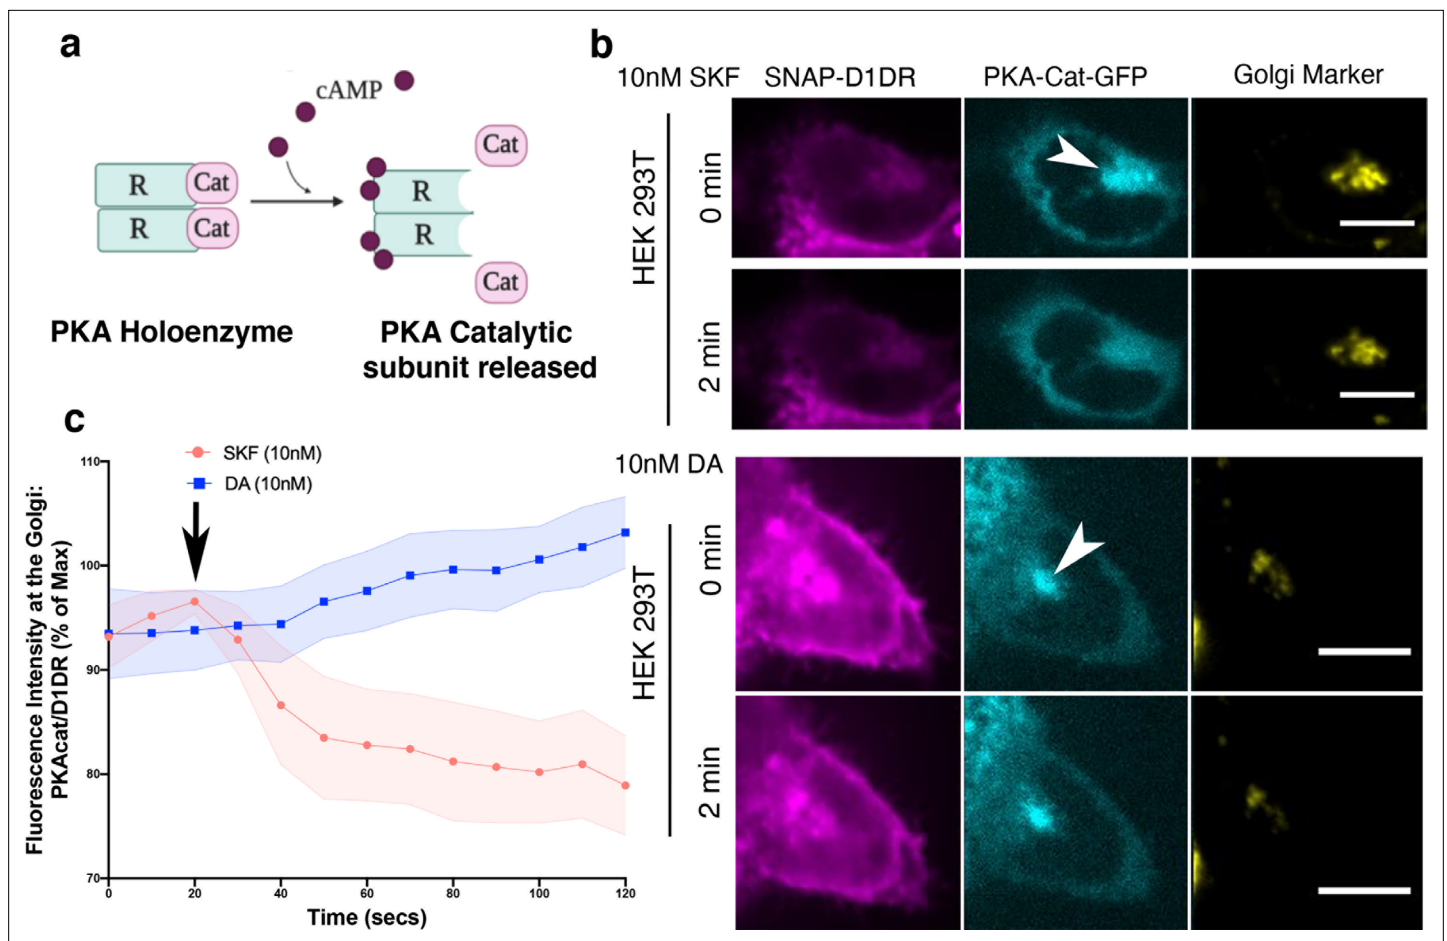 a
cAMP
Cat
R
Cat
R
R
Cat
R
Cat
PKA Holoenzyme
PKA Catalytic
subunit released
b
10nM SKF
SNAP-D1DR
PKA-Cat-GFP
Golgi Marker
HEK 293T
0 min
2 min
10nM DA
HEK 293T
0 min
2 min
c
SKF (10nM)
DA (10nM)
Fluorescence Intensity at the Golgi:
PKAcat/D1DR (% of Max)
110
100
90
80
70
0
20
40
60
80
100
120
Time (secs)